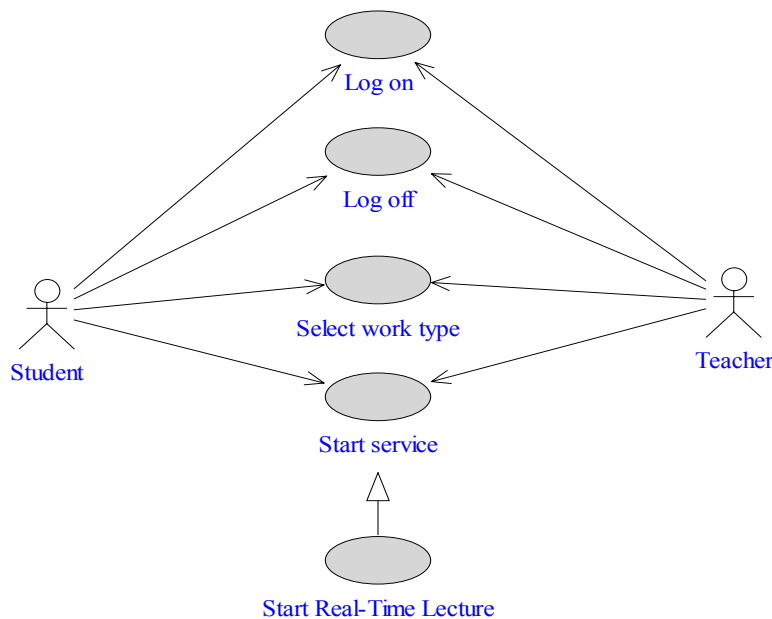 Log on
Log off
Select work type
Student
Teacher
Start service
Start Real-Time Lecture